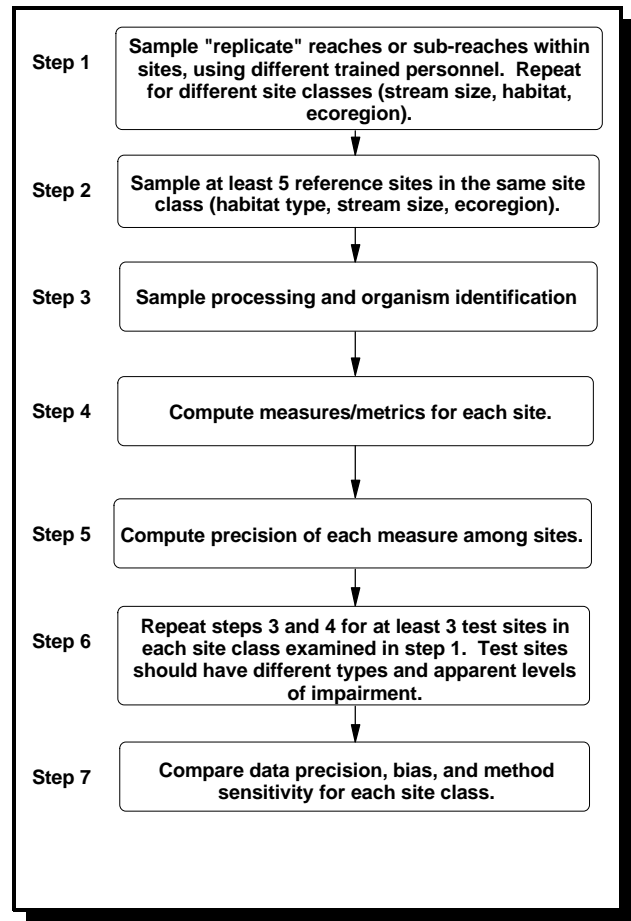 Step 1
Sample "replicate" reaches or sub-reaches within
sites, using different trained personnel. Repeat
for different site classes (stream size, habitat,
ecoregion).
Step 2
Sample at least 5 reference sites in the same site
class (habitat type, stream size, ecoregion).
Step 3
Sample processing and organism identification
Step 4
Compute measures/metrics for each site.
Step 5
Compute precision of each measure among sites.
Step 6
Repeat steps 3 and 4 for at least 3 test sites in
each site class examined in step 1. Test sites
should have different types and apparent levels
of impairment.
Step 7
Compare data precision, bias, and method
sensitivity for each site class.